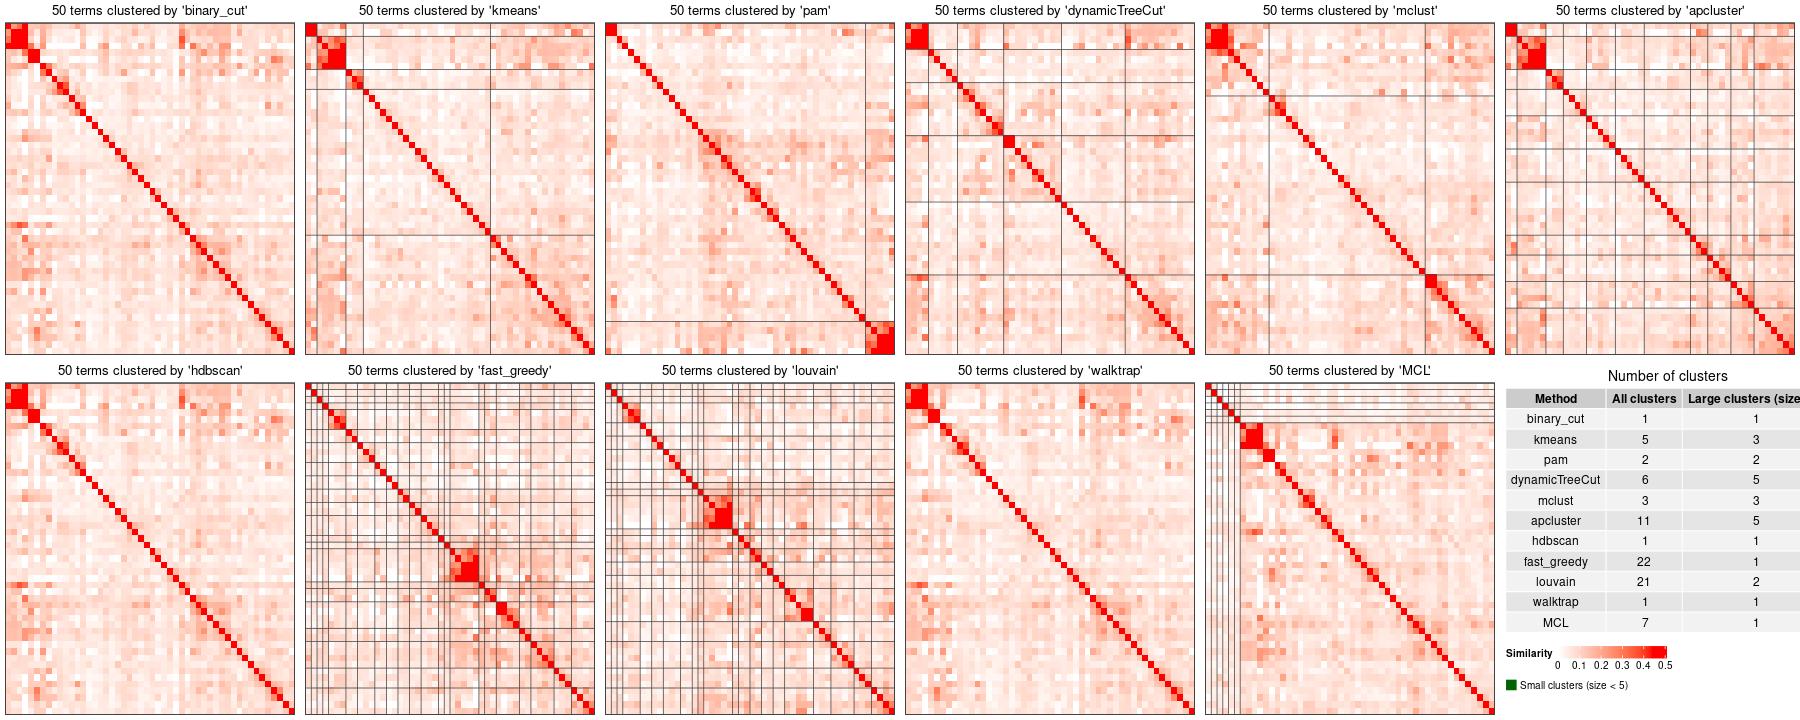 50 terms clustered by 'binary_cut'
50 terms clustered by 'kmeans'
50 terms clustered by 'pam'
50 terms clustered by 'dynamicTreeCut'
50 terms clustered by 'mclust'
50 terms clustered by 'apcluster'
50 terms clustered by 'hdbscan'
50 terms clustered by 'fast_greedy'
50 terms clustered by 'louvain'
50 terms clustered by 'walktrap'
50 terms clustered by 'MCL'
Number of clusters
Method All clusters Large clusters (size
binary_cut 1 1
kmeans 5 3
pam 2 2
dynamicTreeCut 6 5
mclust 3 3
apcluster 11 5
hdbscan 1 1
fast_greedy 22 1
louvain 21 2
walktrap 1 1
MCL 7 1
Similarity
0 0.1 0.2 0.3 0.4 0.5
Small clusters (size < 5)